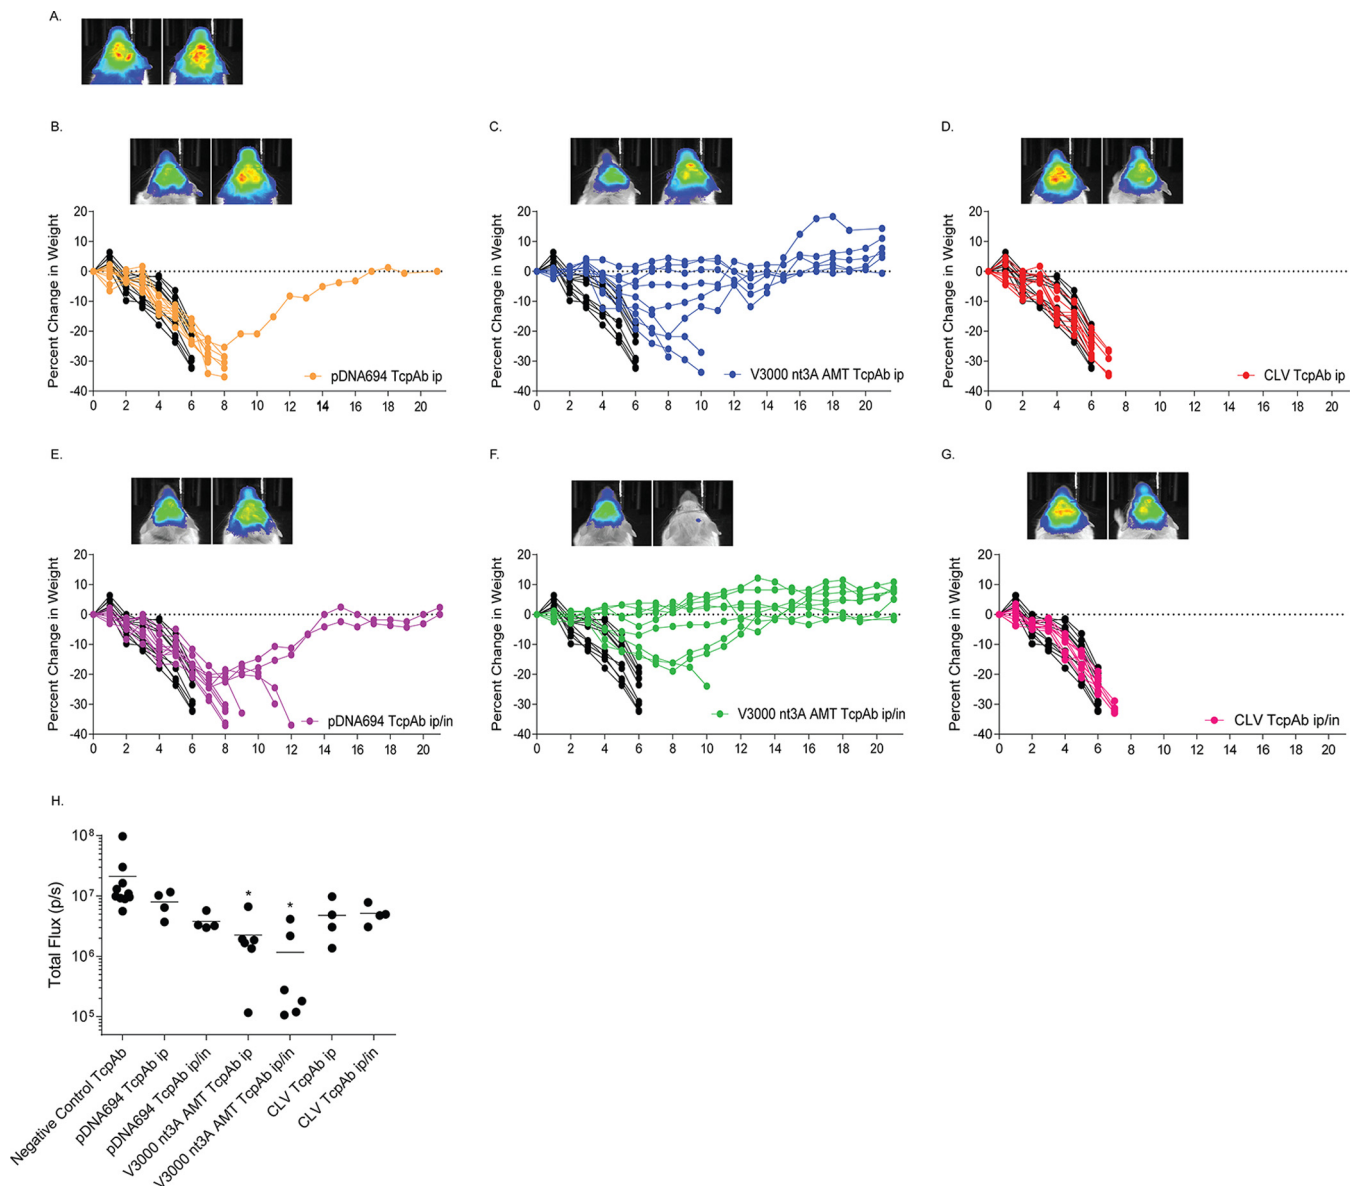 A.
B.
C.
D.
Percent Change in Weight
20
10
0
-10
-20
-30
-40
pDNA694 TcpAb ip
0 2 4 6 8 10 12 14 16 18 20
Percent Change in Weight
20
10
0
-10
-20
-30
-40
V3000 nt3A AMT TcpAb ip
0 2 4 6 8 10 12 14 16 18 20
Percent Change in Weight
20
10
0
-10
-20
-30
-40
CLV TcpAb ip
0 2 4 6 8 10 12 14 16 18 20
E.
F.
G.
Percent Change in Weight
20
10
0
-10
-20
-30
-40
pDNA694 TcpAb ip/in
0 2 4 6 8 10 12 14 16 18 20
Percent Change in Weight
20
10
0
-10
-20
-30
-40
V3000 nt3A AMT TcpAb ip/in
0 2 4 6 8 10 12 14 16 18 20
Percent Change in Weight
20
10
0
-10
-20
-30
-40
CLV TcpAb ip/in
0 2 4 6 8 10 12 14 16 18 20
H.
Total Flux (p/s)
10⁸
10⁷
10⁶
10⁵
* *
Negative Control TcpAb
pDNA694 TcpAb ip
pDNA694 TcpAb ip/in
V3000 nt3A AMT TcpAb ip
V3000 nt3A AMT TcpAb ip/in
CLV TcpAb ip
CLV TcpAb ip/in